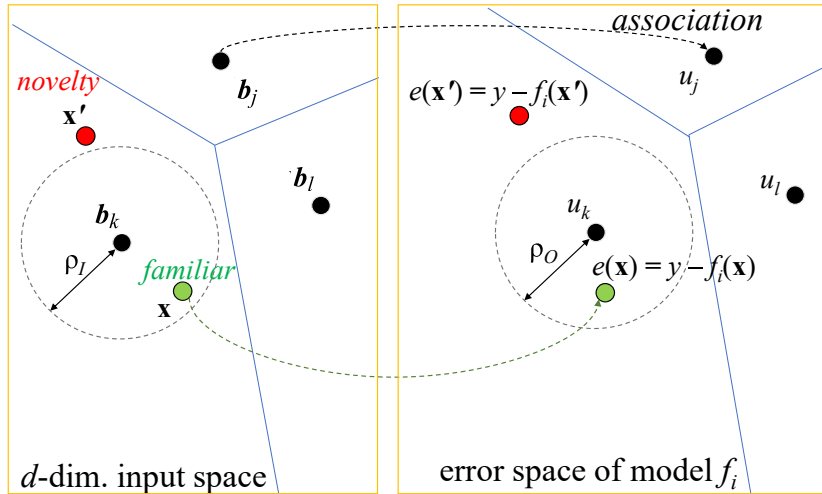 association
b_j
u_j
novelty
x′
e(x′) = y – f_i(x′)
b_l
u_l
b_k
u_k
ρ_I
ρ_O
familiar
e(x) = y – f_i(x)
x
d-dim. input space
error space of model f_i